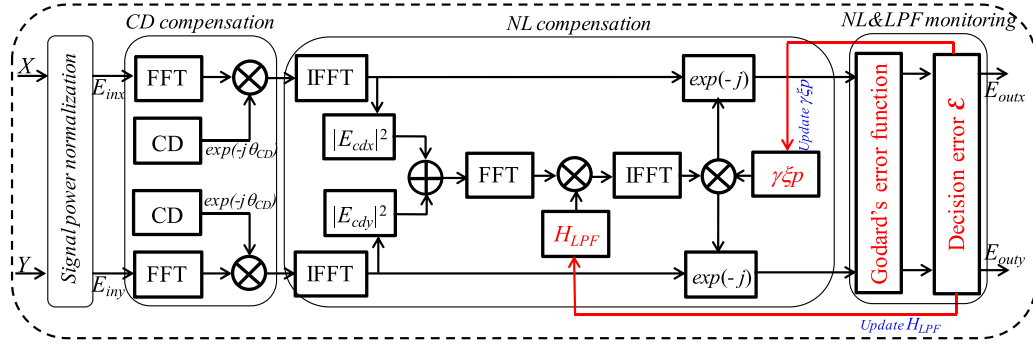 CD compensation
NL compensation
NL&LPF monitoring
X
Signal power normalization
E_inx
FFT
IFFT
exp(-j)
Update γξp
E_outx
CD
exp(-jθ_CD)
|E_cdx|²
FFT
IFFT
γξp
Godard's error function
Decision error ε
CD
exp(-jθ_CD)
|E_cdy|²
H_LPF
Y
E_iny
FFT
IFFT
exp(-j)
E_outy
Update H_LPF